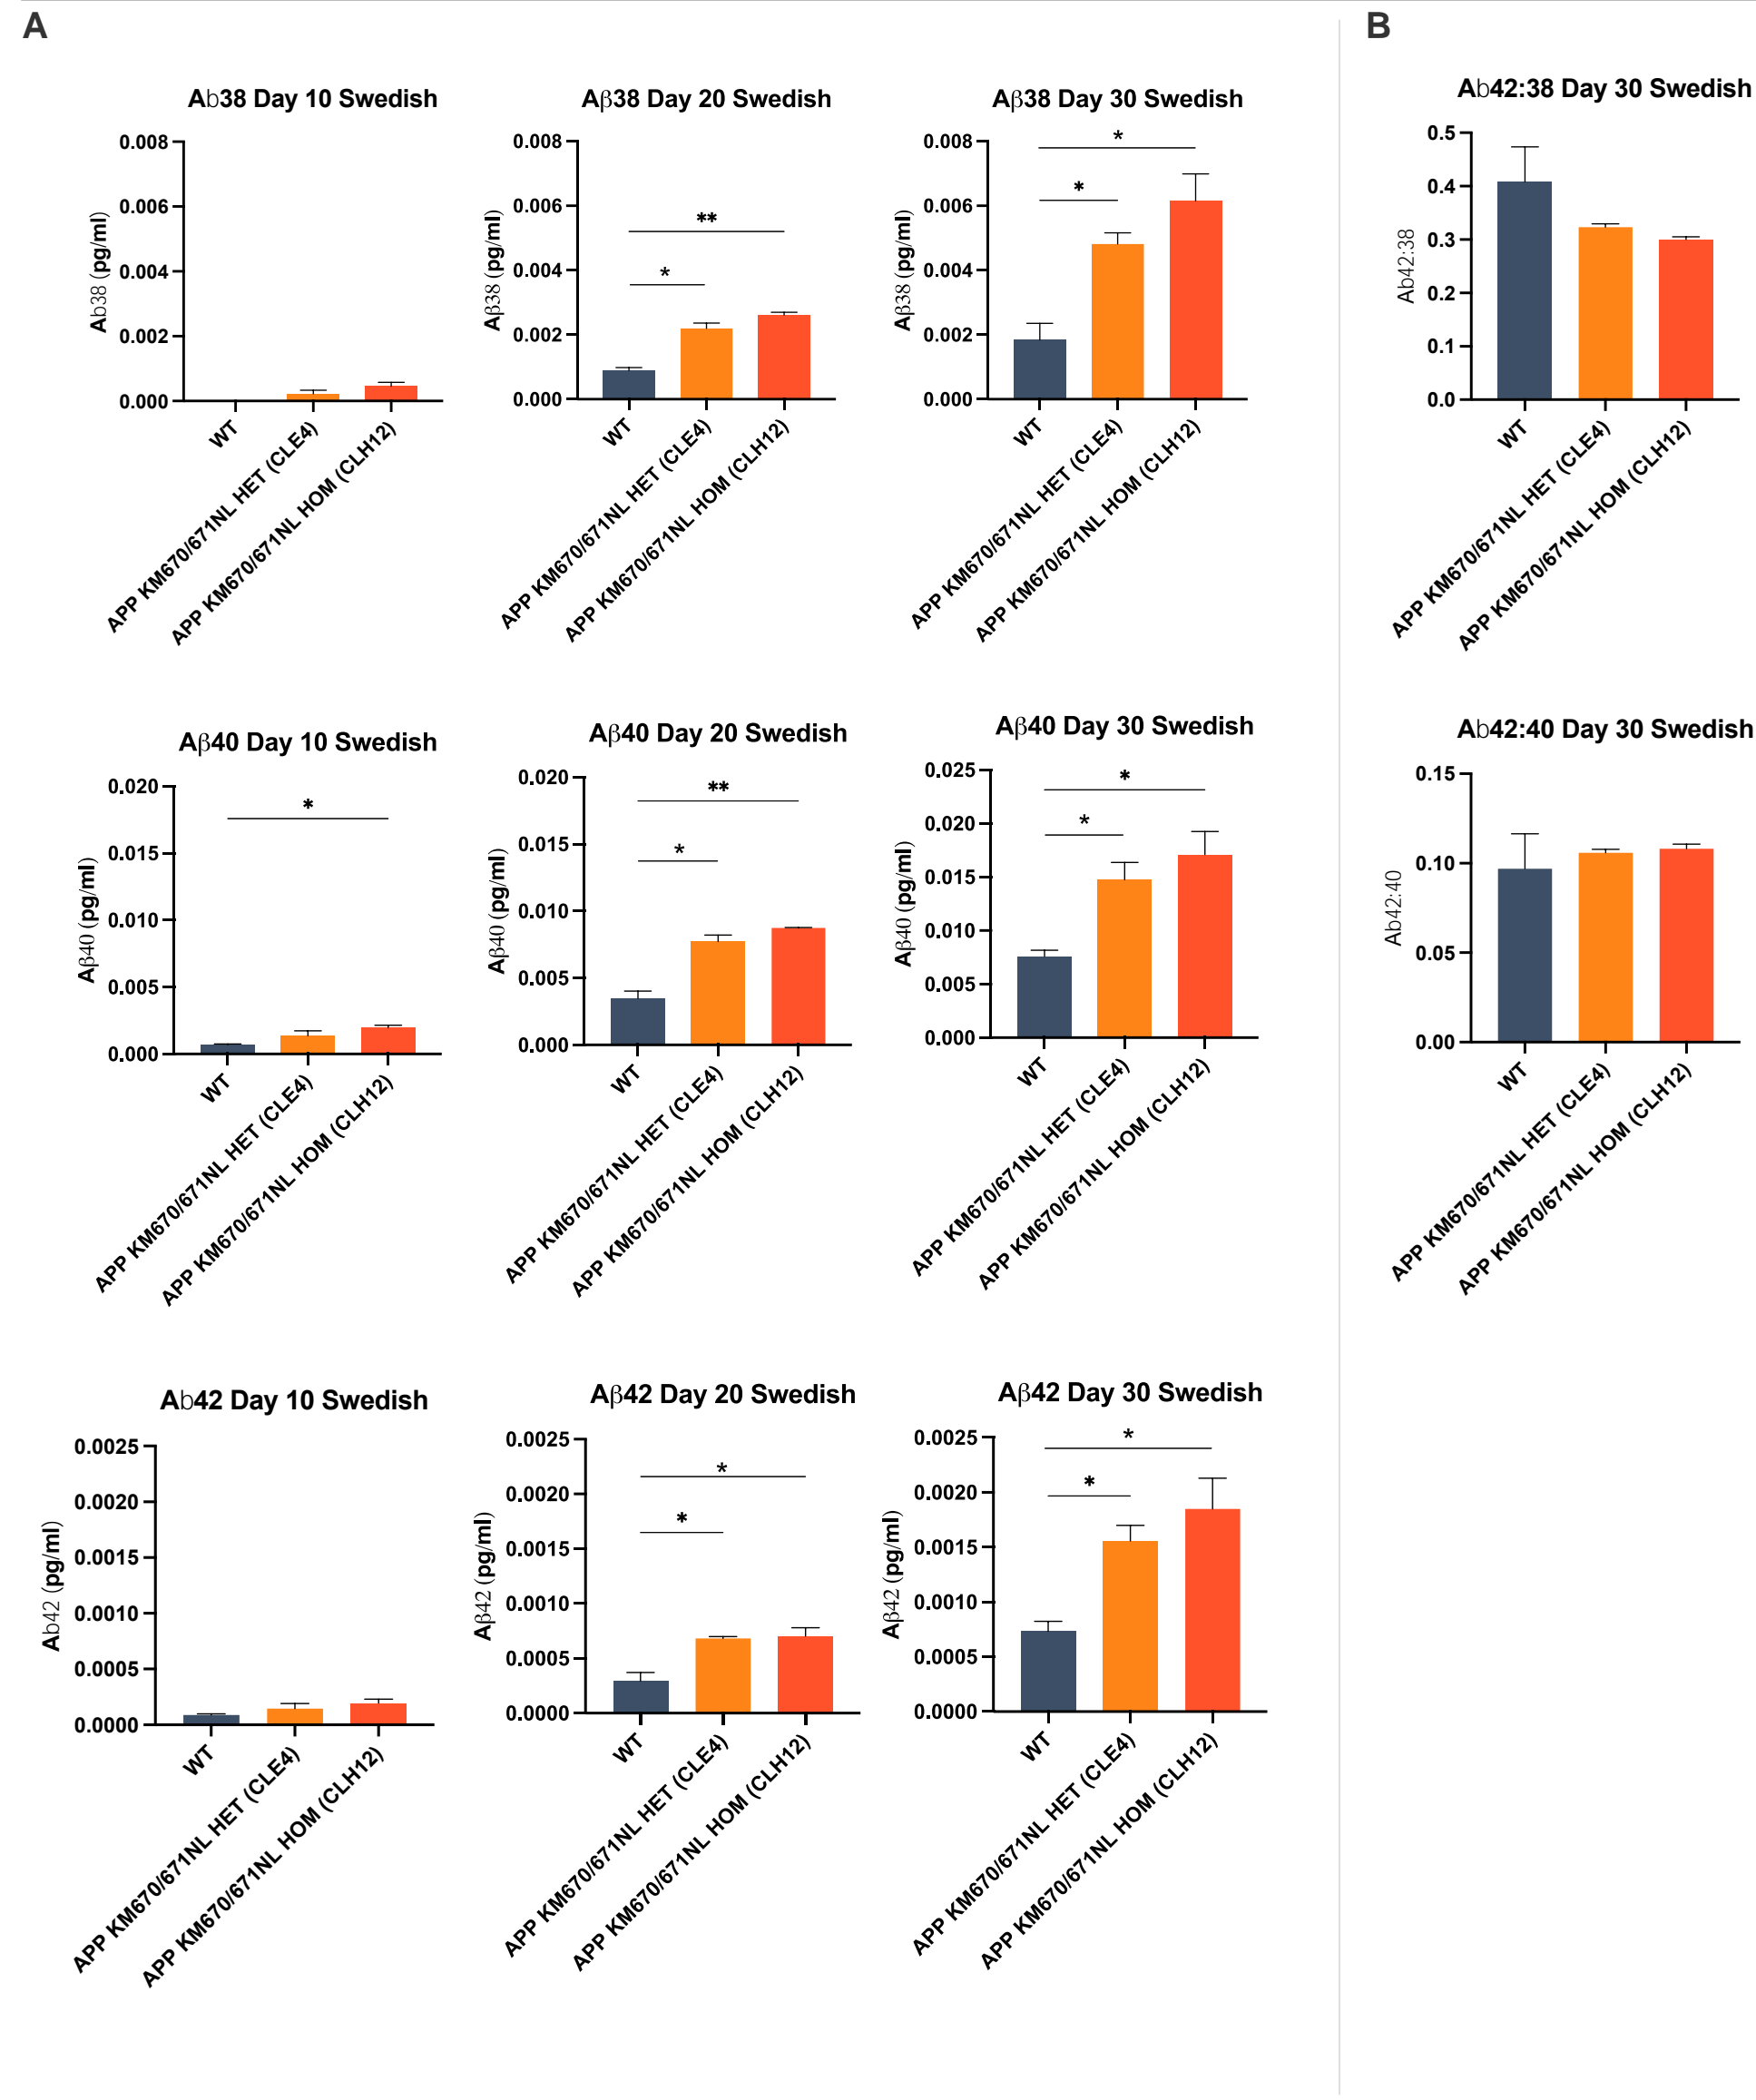 A
B
Ab38 Day 10 Swedish
Ab38 (pg/ml)
0.008
0.006
0.004
0.002
0.000
WT
APP KM670/671NL HET (CLE4)
APP KM670/671NL HOM (CLH12)
Aβ38 Day 20 Swedish
Aβ38 (pg/ml)
0.008
0.006
0.004
0.002
0.000
**
*
WT
APP KM670/671NL HET (CLE4)
APP KM670/671NL HOM (CLH12)
Aβ38 Day 30 Swedish
Aβ38 (pg/ml)
0.008
0.006
0.004
0.002
0.000
*
*
WT
APP KM670/671NL HET (CLE4)
APP KM670/671NL HOM (CLH12)
Ab42:38 Day 30 Swedish
Ab42:38
0.5
0.4
0.3
0.2
0.1
0.0
WT
APP KM670/671NL HET (CLE4)
APP KM670/671NL HOM (CLH12)
Aβ40 Day 10 Swedish
Aβ40 (pg/ml)
0.020
0.015
0.010
0.005
0.000
*
WT
APP KM670/671NL HET (CLE4)
APP KM670/671NL HOM (CLH12)
Aβ40 Day 20 Swedish
Aβ40 (pg/ml)
0.020
0.015
0.010
0.005
0.000
**
*
WT
APP KM670/671NL HET (CLE4)
APP KM670/671NL HOM (CLH12)
Aβ40 Day 30 Swedish
Aβ40 (pg/ml)
0.025
0.020
0.015
0.010
0.005
0.000
*
*
WT
APP KM670/671NL HET (CLE4)
APP KM670/671NL HOM (CLH12)
Ab42:40 Day 30 Swedish
Ab42:40
0.15
0.10
0.05
0.00
WT
APP KM670/671NL HET (CLE4)
APP KM670/671NL HOM (CLH12)
Ab42 Day 10 Swedish
Ab42 (pg/ml)
0.0025
0.0020
0.0015
0.0010
0.0005
0.0000
WT
APP KM670/671NL HET (CLE4)
APP KM670/671NL HOM (CLH12)
Aβ42 Day 20 Swedish
Aβ42 (pg/ml)
0.0025
0.0020
0.0015
0.0010
0.0005
0.0000
*
*
WT
APP KM670/671NL HET (CLE4)
APP KM670/671NL HOM (CLH12)
Aβ42 Day 30 Swedish
Aβ42 (pg/ml)
0.0025
0.0020
0.0015
0.0010
0.0005
0.0000
*
*
WT
APP KM670/671NL HET (CLE4)
APP KM670/671NL HOM (CLH12)